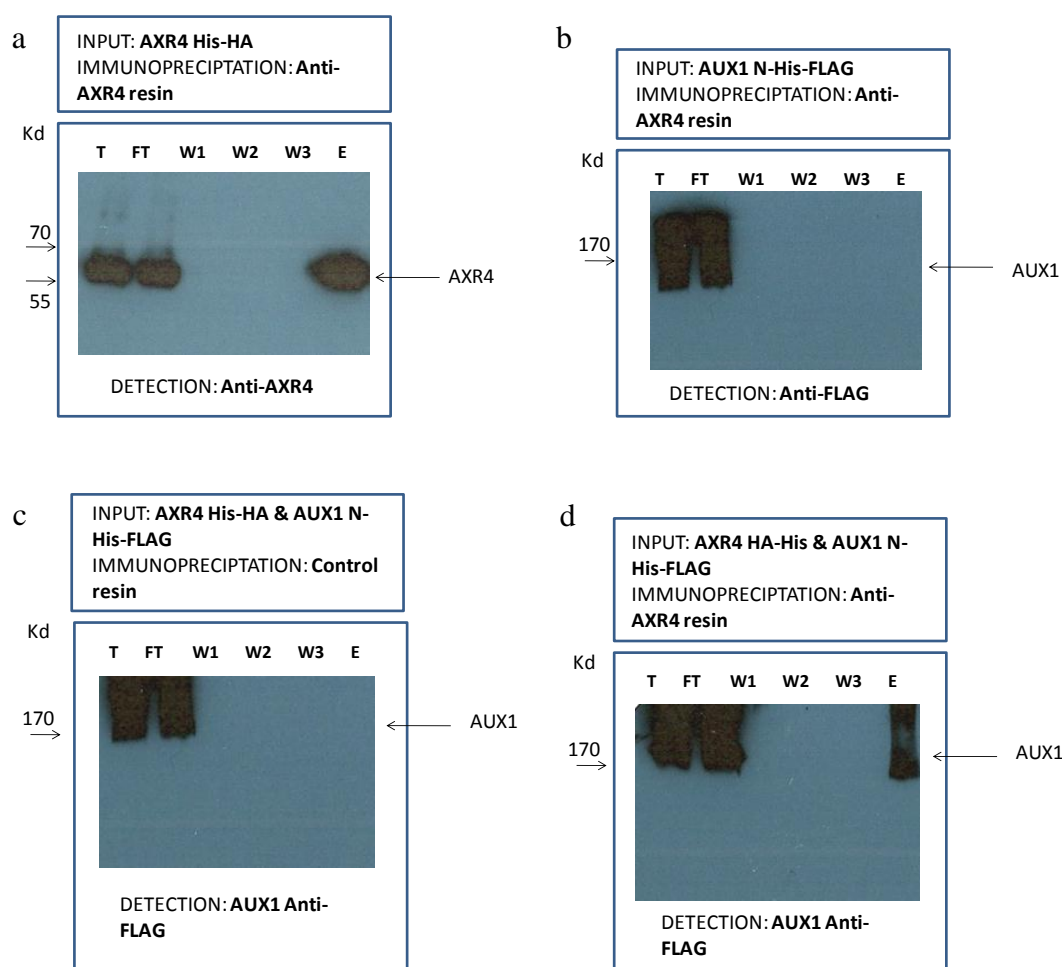 a
INPUT: AXR4 His-HA
IMMUNOPRECIPTATION: Anti-
AXR4 resin
Kd
T FT W1 W2 W3 E
70
55
AXR4
DETECTION: Anti-AXR4
b
INPUT: AUX1 N-His-FLAG
IMMUNOPRECIPTATION: Anti-
AXR4 resin
Kd
T FT W1 W2 W3 E
170
AUX1
DETECTION: Anti-FLAG
c
INPUT: AXR4 His-HA & AUX1 N-
His-FLAG
IMMUNOPRECIPTATION: Control
resin
Kd
T FT W1 W2 W3 E
170
AUX1
DETECTION: AUX1 Anti-
FLAG
d
INPUT: AXR4 HA-His & AUX1 N-
His-FLAG
IMMUNOPRECIPTATION: Anti-
AXR4 resin
Kd
T FT W1 W2 W3 E
170
AUX1
DETECTION: AUX1 Anti-
FLAG